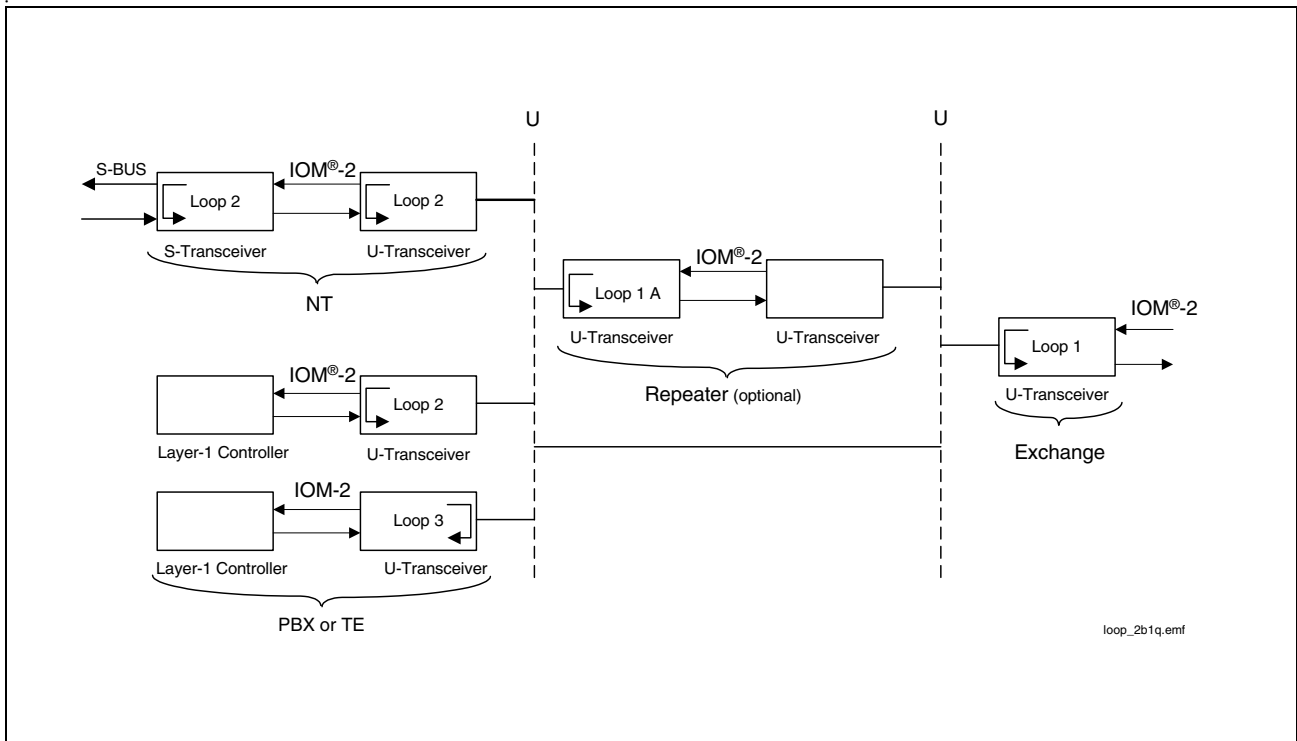 U
U
S-BUS
IOM®-2
Loop 2
Loop 2
S-Transceiver
U-Transceiver
NT
IOM®-2
Loop 1 A
U-Transceiver
U-Transceiver
Repeater (optional)
IOM®-2
Loop 1
U-Transceiver
Exchange
IOM®-2
Loop 2
Layer-1 Controller
U-Transceiver
IOM-2
Loop 3
Layer-1 Controller
U-Transceiver
PBX or TE
loop_2b1q.emf